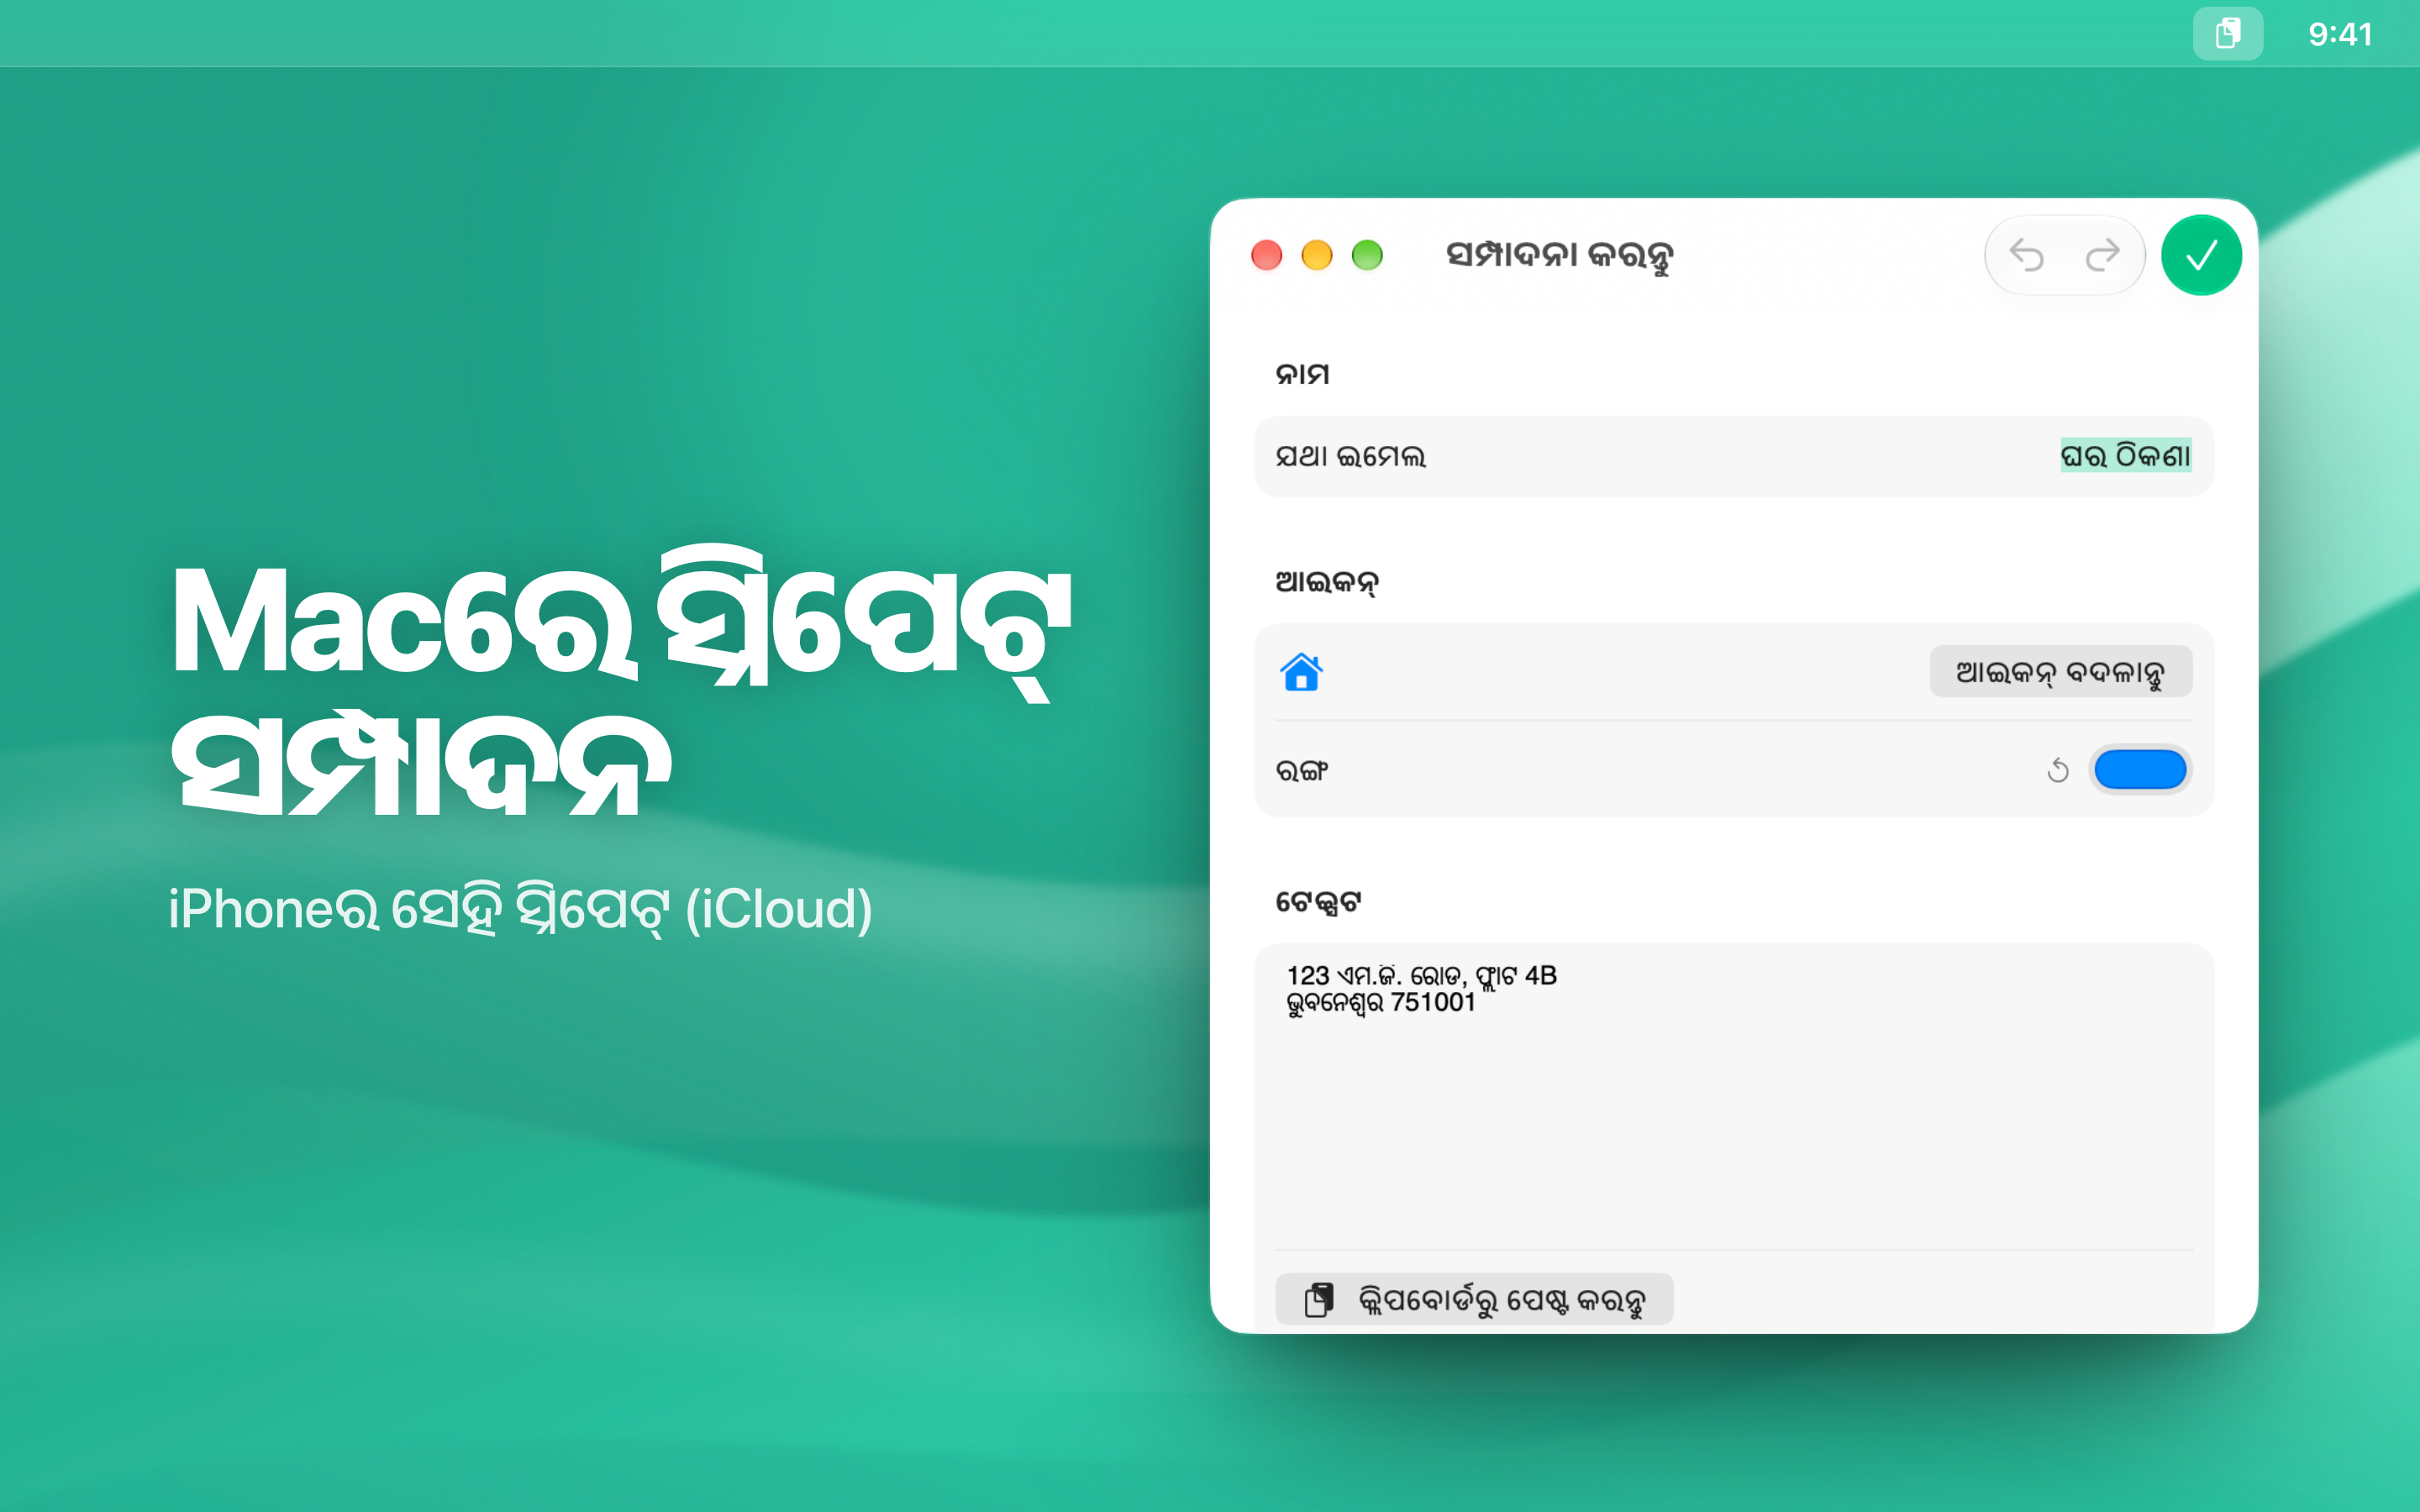 9:41
Macରେ ସ୍ନିପେଟ୍
ସମ୍ପାଦନ
iPhoneର ସେହି ସ୍ନିପେଟ୍ (iCloud)
ସମ୍ପାଦନା କରନ୍ତୁ
ନାମ
ଯଥା ଇମେଲ ଘର ଠିକଣା
ଆଇକନ୍
ଆଇକନ୍ ବଦଳାନ୍ତୁ
ରଙ୍ଗ
ଟେକ୍ସଟ
123 ଏମ.ଜି. ରୋଡ, ଫ୍ଲାଟ 4B
ଭୁବନେଶ୍ୱର 751001
କ୍ଲିପବୋର୍ଡରୁ ପେଷ୍ଟ କରନ୍ତୁ